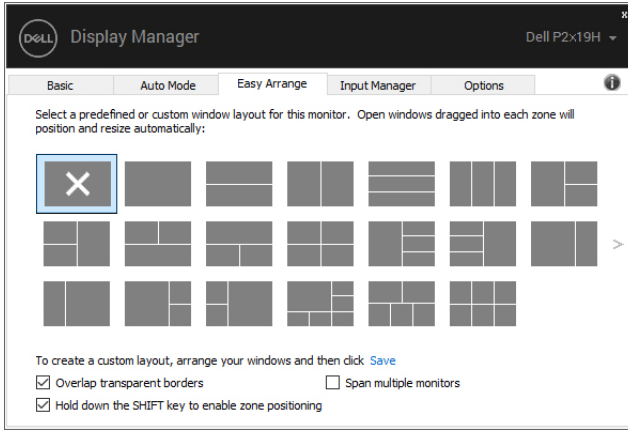 x
DELL Display Manager Dell P2x19H
Basic Auto Mode Easy Arrange Input Manager Options i
Select a predefined or custom window layout for this monitor. Open windows dragged into each zone will
position and resize automatically:
>
To create a custom layout, arrange your windows and then click Save
Overlap transparent borders Span multiple monitors
Hold down the SHIFT key to enable zone positioning